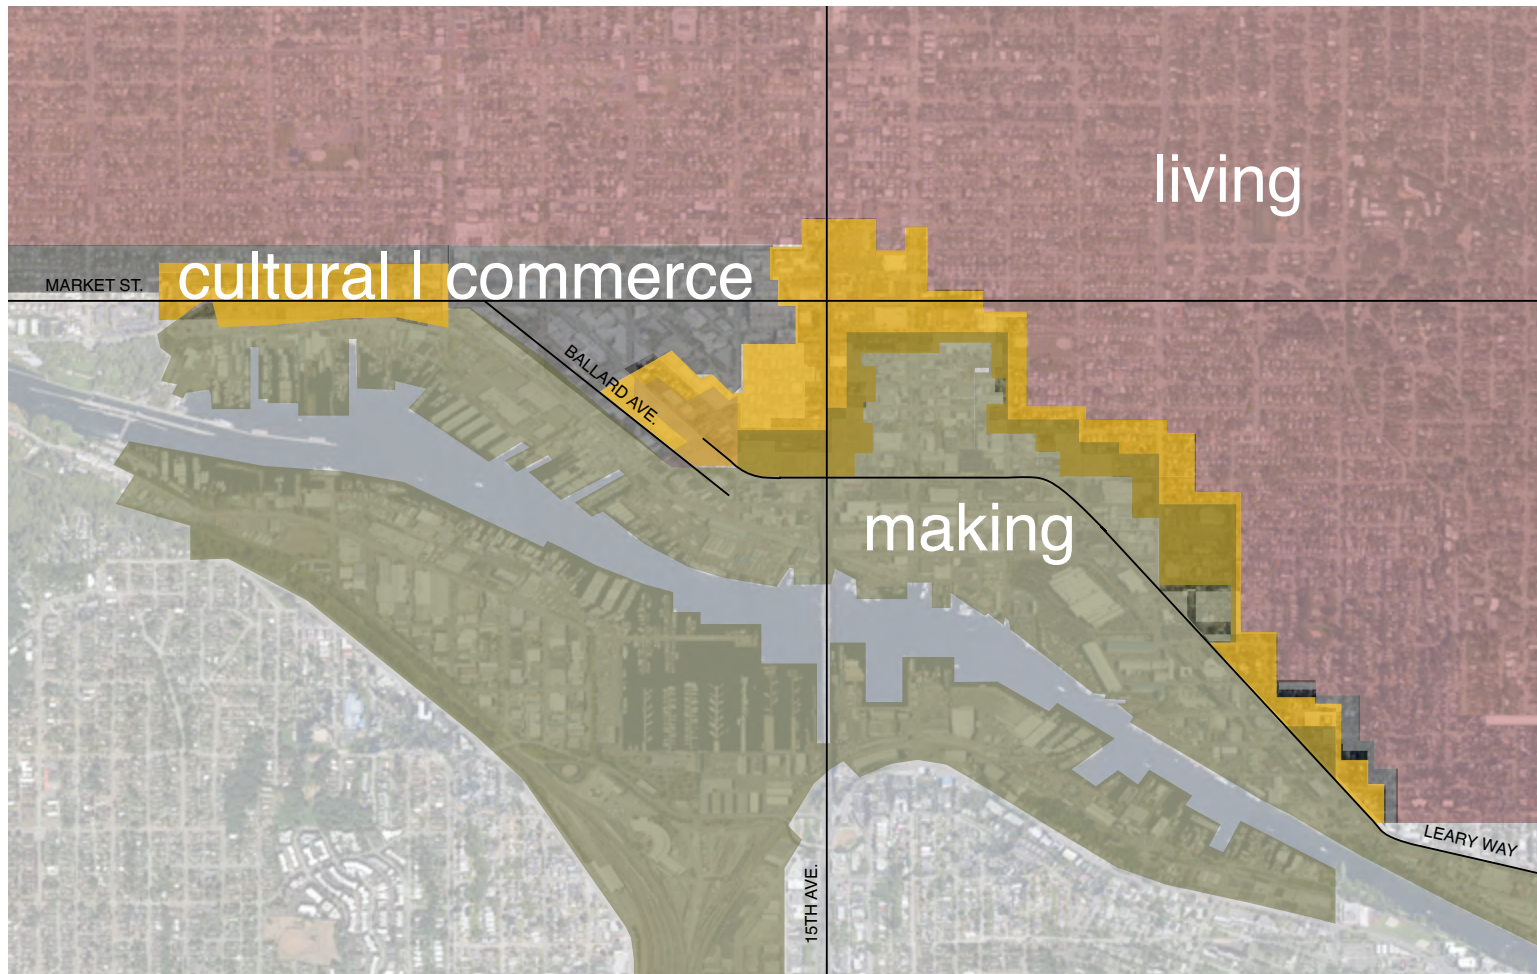 living
cultural | commerce
MARKET ST.
BALLARD AVE.
making
LEARY WAY
15TH AVE.